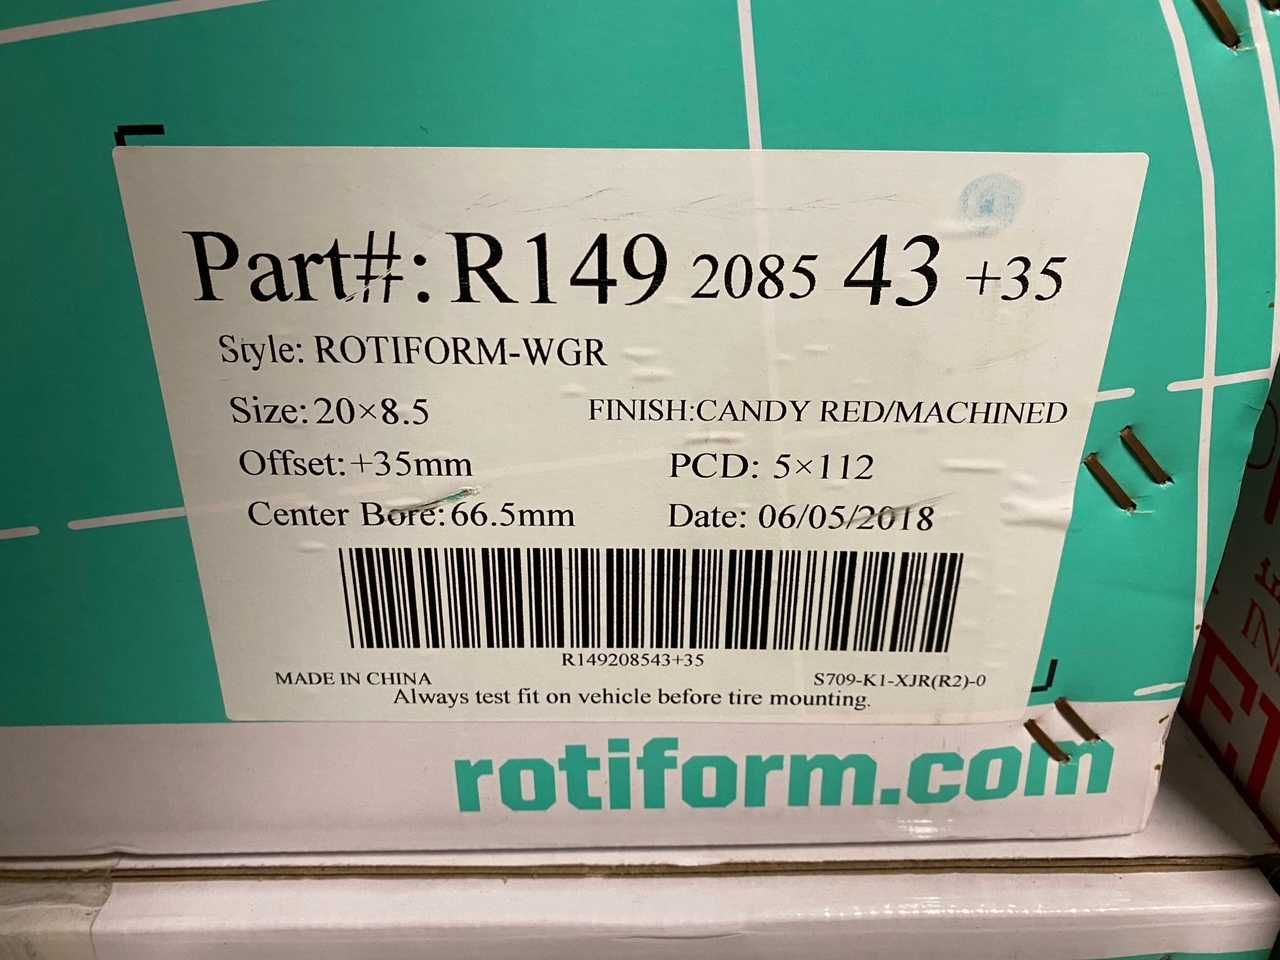 Part#: R149 2085 43 +35
Style: ROTIFORM-WGR
Size: 20×8.5 FINISH:CANDY RED/MACHINED
Offset: +35mm PCD: 5×112
Center Bore: 66.5mm Date: 06/05/2018
R149208543+35
MADE IN CHINA S709-K1-XJR(R2)-0
Always test fit on vehicle before tire mounting.
rotiform.com